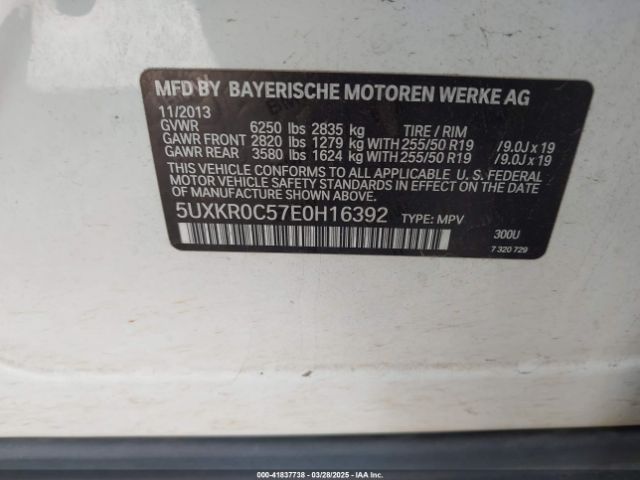 MFD BY BAYERISCHE MOTOREN WERKE AG
11/2013
GVWR 6250 lbs 2835 kg TIRE / RIM
GAWR FRONT 2820 lbs 1279 kg WITH 255/50 R19 /9.0J x 19
GAWR REAR 3580 lbs 1624 kg WITH 255/50 R19 /9.0J x 19
THIS VEHICLE CONFORMS TO ALL APPLICABLE U. S. FEDERAL
MOTOR VEHICLE SAFETY STANDARDS IN EFFECT ON THE DATE
OF MANUFACTURE SHOWN ABOVE.
5UXKR0C57E0H16392 TYPE: MPV
300U
7 320 729
000-41837738 - 03/28/2025 - IAAI.COM